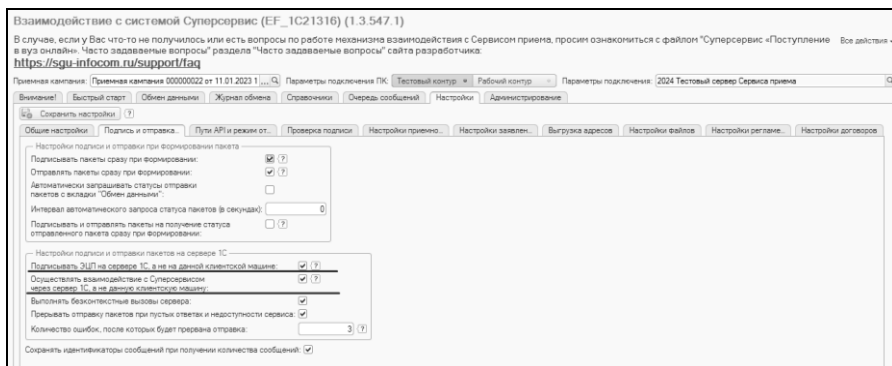 Взаимодействие с системой Суперсервис (EF_1C21316) (1.3.547.1)
В случае, если у Вас что-то не получилось или есть вопросы по работе механизма взаимодействия с Сервисом приема, просим ознакомиться с файлом "Суперсервис «Поступление Все действия
в вуз онлайн». Часто задаваемые вопросы" раздела "Часто задаваемые вопросы" сайта разработчика:
https://sgu-infocom.ru/support/faq
Приемная кампания: Приемная кампания 000000022 от 11.01.2023 1 ... Параметры подключения ПК: Тестовый контур Рабочий контур Параметры подключения: 2024 Тестовый сервер Сервиса приема
Внимание! Быстрый старт Обмен данными Журнал обмена Справочники Очередь сообщений Настройки Администрирование
Сохранить настройки ?
Общие настройки Подпись и отправка.. Пути API и режим от... Проверка подписи Настройки приемно... Настройки заявлен... Выгрузка адресов Настройки файлов Настройки регламе... Настройки договоров
Настройки подписи и отправки при формировании пакета
Подписывать пакеты сразу при формировании: ?
Отправлять пакеты сразу при формировании: ?
Автоматически запрашивать статусы отправки
пакетов с вкладки "Обмен данными":
Интервал автоматического запроса статуса пакетов (в секундах): 0
Подписывать и отправлять пакеты на получение статуса ?
отправленного пакета сразу при формировании:
Настройки подписи и отправки пакетов на сервере 1С
Подписывать ЭЦП на сервере 1С, а не на данной клиентской машине: ?
Осуществлять взаимодействие с Суперсервисом ?
через сервер 1С, а не данную клиентскую машину:
Выполнять безконтекстные вызовы сервера:
Прерывать отправку пакетов при пустых ответах и недоступности сервиса:
Количество ошибок, после которых будет прервана отправка: 3 ?
Сохранять идентификаторы сообщений при получении количества сообщений: